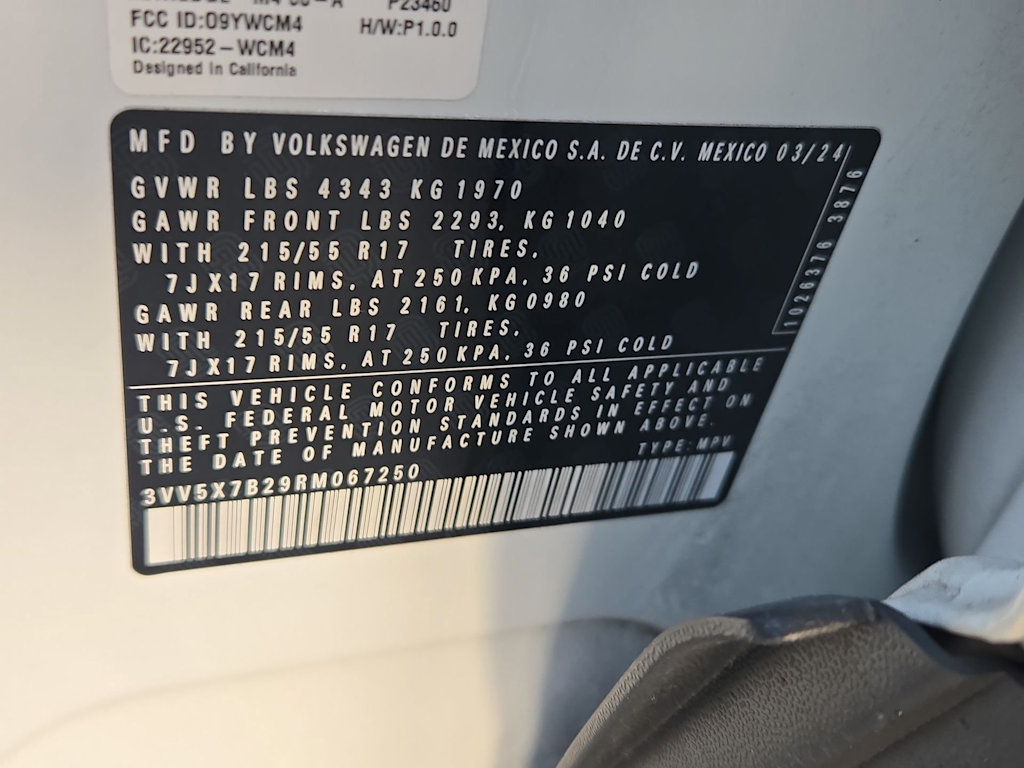 P23460
FCC ID:O9YWCM4
H/W:P1.0.0
IC:22952-WCM4
Designed in California
MFD BY VOLKSWAGEN DE MEXICO S.A. DE C.V. MEXICO 03/24
GVWR LBS 4343 KG 1970
GAWR FRONT LBS 2293, KG 1040
WITH 215/55 R17 TIRES,
7JX17 RIMS, AT 250 KPA, 36 PSI COLD
GAWR REAR LBS 2161, KG 0980
WITH 215/55 R17 TIRES,
7JX17 RIMS, AT 250 KPA, 36 PSI COLD
1026376 3876
THIS VEHICLE CONFORMS TO ALL APPLICABLE
U.S. FEDERAL MOTOR VEHICLE SAFETY AND
THEFT PREVENTION STANDARDS IN EFFECT ON
THE DATE OF MANUFACTURE SHOWN ABOVE.
TYPE: MPV
3VV5X7B29RM067250